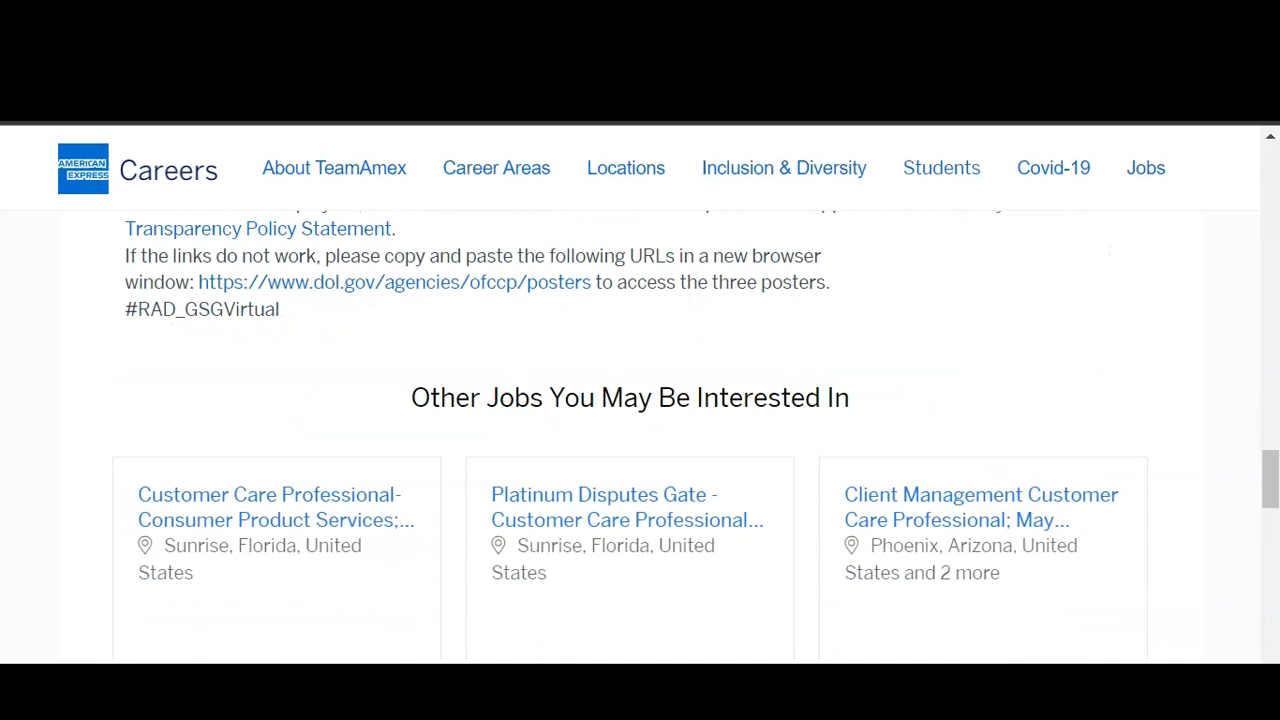 AMERICAN
EXPRESS
Careers
About TeamAmex
Career Areas
Locations
Inclusion & Diversity
Students
Covid-19
Jobs
Transparency Policy Statement.
If the links do not work, please copy and paste the following URLs in a new browser
window: https://www.dol.gov/agencies/ofccp/posters to access the three posters.
#RAD_GSGVirtual
Other Jobs You May Be Interested In
Customer Care Professional-
Consumer Product Services;...
Sunrise, Florida, United
States
Platinum Disputes Gate -
Customer Care Professional...
Sunrise, Florida, United
States
Client Management Customer
Care Professional; May...
Phoenix, Arizona, United
States and 2 more